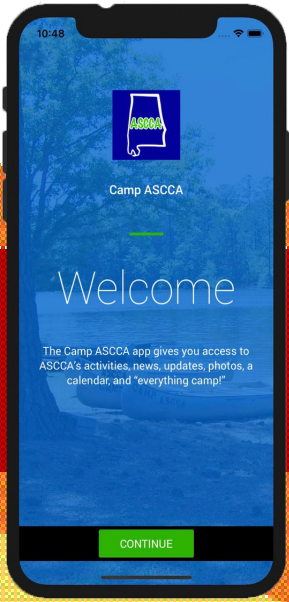 10:48
ASCCA
Camp ASCCA
Welcome
The Camp ASCCA app gives you access to
ASCCA's activities, news, updates, photos, a
calendar, and "everything camp!"
CONTINUE